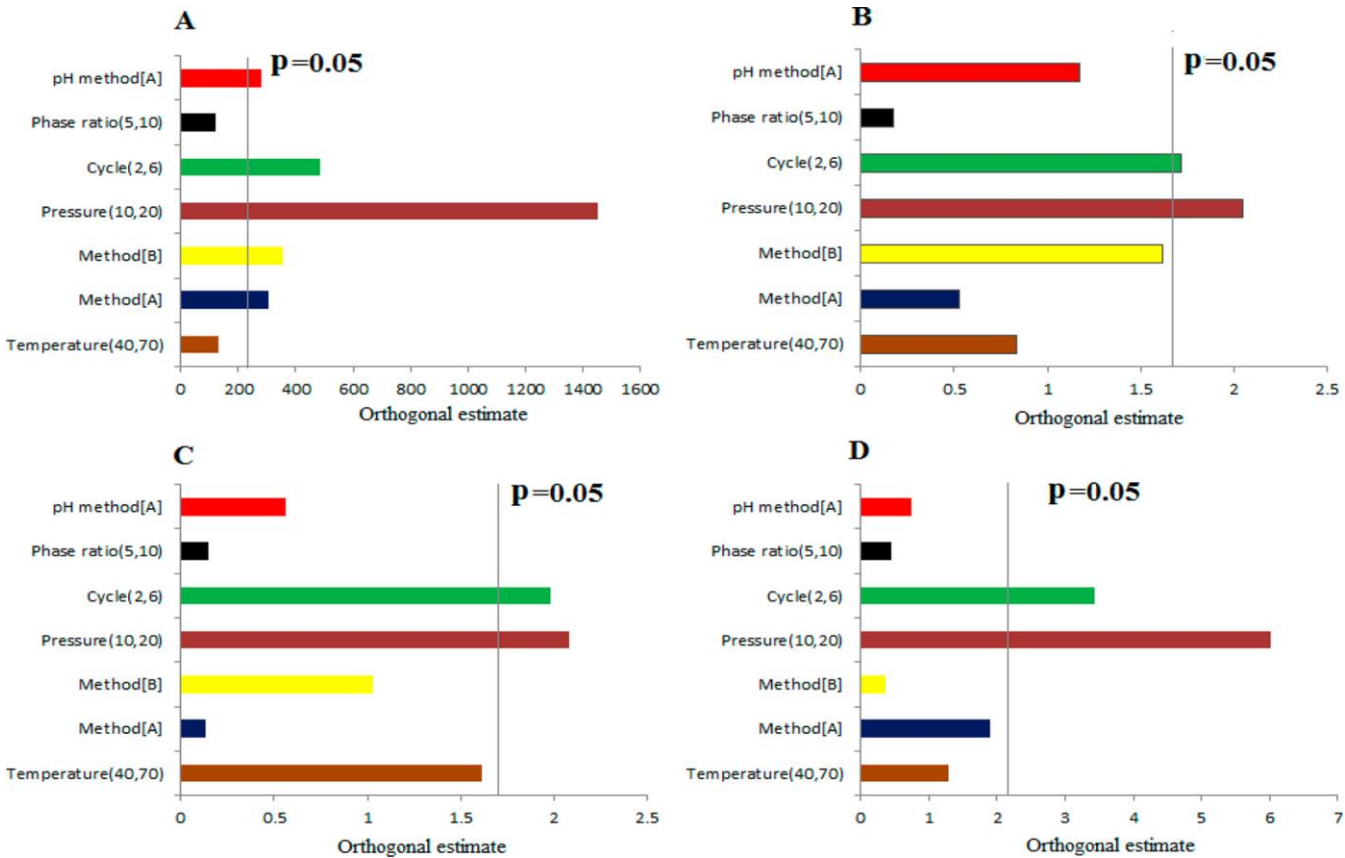 A
p=0.05
pH method[A]
Phase ratio(5,10)
Cycle(2,6)
Pressure(10,20)
Method[B]
Method[A]
Temperature(40,70)
0 200 400 600 800 1000 1200 1400 1600
Orthogonal estimate
B
p=0.05
pH method[A]
Phase ratio(5,10)
Cycle(2,6)
Pressure(10,20)
Method[B]
Method[A]
Temperature(40,70)
0 0.5 1 1.5 2 2.5
Orthogonal estimate
C
p=0.05
pH method[A]
Phase ratio(5,10)
Cycle(2,6)
Pressure(10,20)
Method[B]
Method[A]
Temperature(40,70)
0 0.5 1 1.5 2 2.5
Orthogonal estimate
D
p=0.05
pH method[A]
Phase ratio(5,10)
Cycle(2,6)
Pressure(10,20)
Method[B]
Method[A]
Temperature(40,70)
0 1 2 3 4 5 6 7
Orthogonal estimate